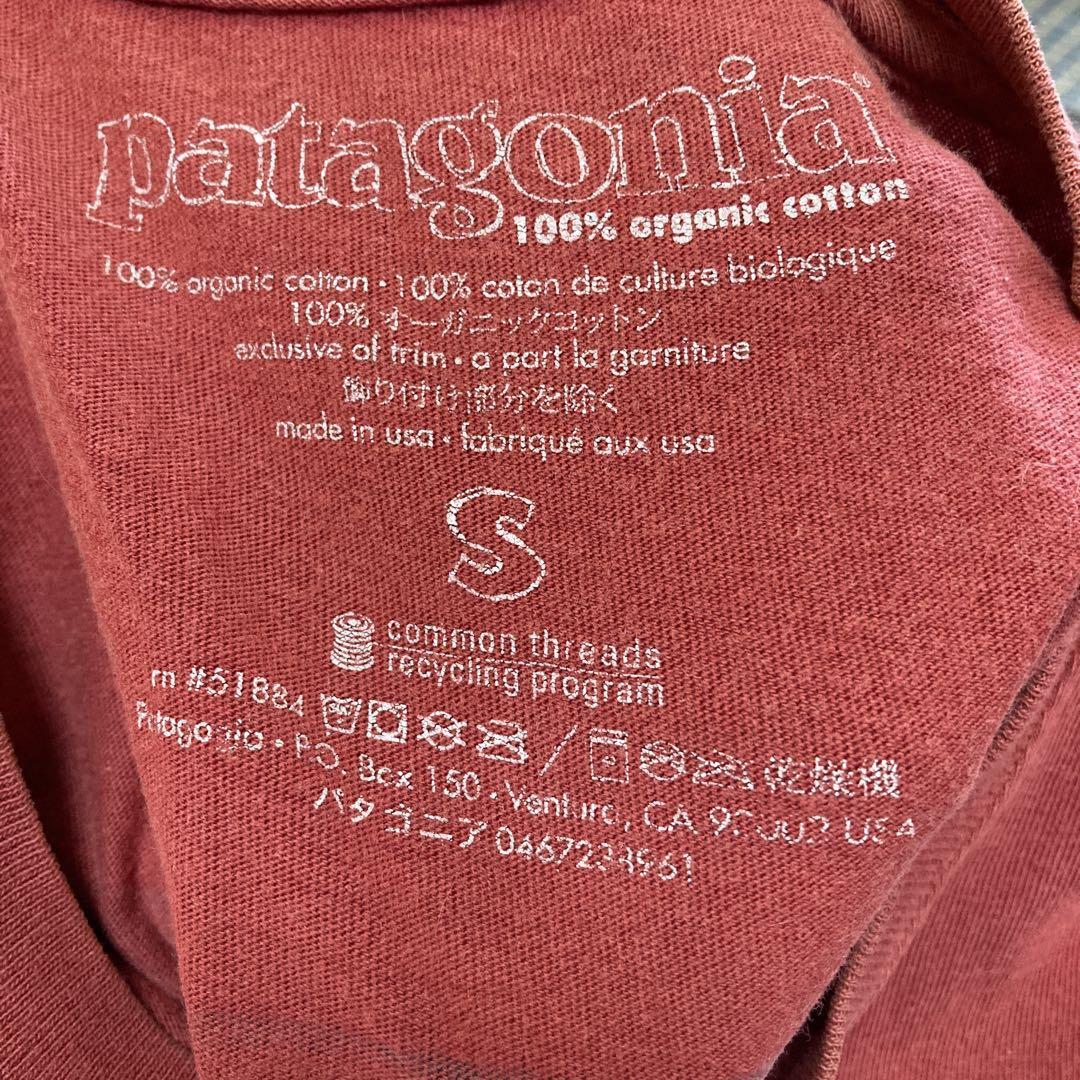 patagonia®
100% organic cotton
100% organic cotton • 100% coton de culture biologique
100% オーガニックコットン
exclusive of trim • a part la garniture
飾り付け部分を除く
made in usa • fabriqué aux usa
S
common threads
recycling program
rn #51884 / 乾燥機
Patagonia • P.O. Box 150 • Ventura, CA USA
パタゴニア